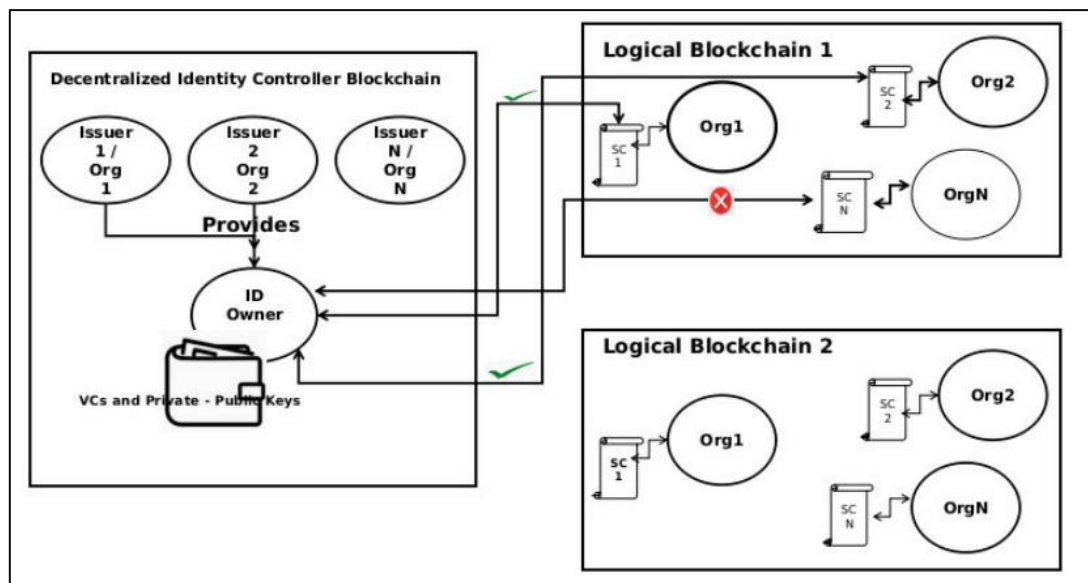 Decentralized Identity Controller Blockchain
Issuer
1 /
Org
1
Issuer
2
Org
2
Issuer
N /
Org
N
Provides
ID
Owner
VCs and Private - Public Keys
Logical Blockchain 1
SC
1
Org1
SC
2
Org2
SC
N
OrgN
Logical Blockchain 2
SC
1
Org1
SC
2
Org2
SC
N
OrgN